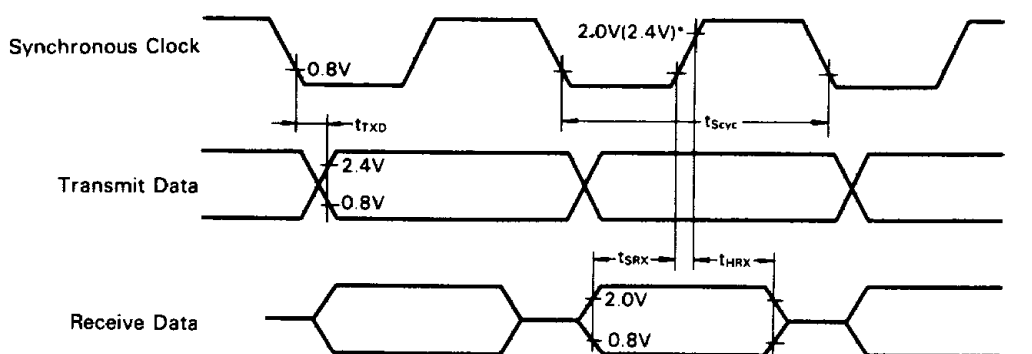 Synchronous Clock
2.0V(2.4V)*
0.8V
tScyc
tTXD
Transmit Data
2.4V
0.8V
tSRX
tHRX
Receive Data
2.0V
0.8V